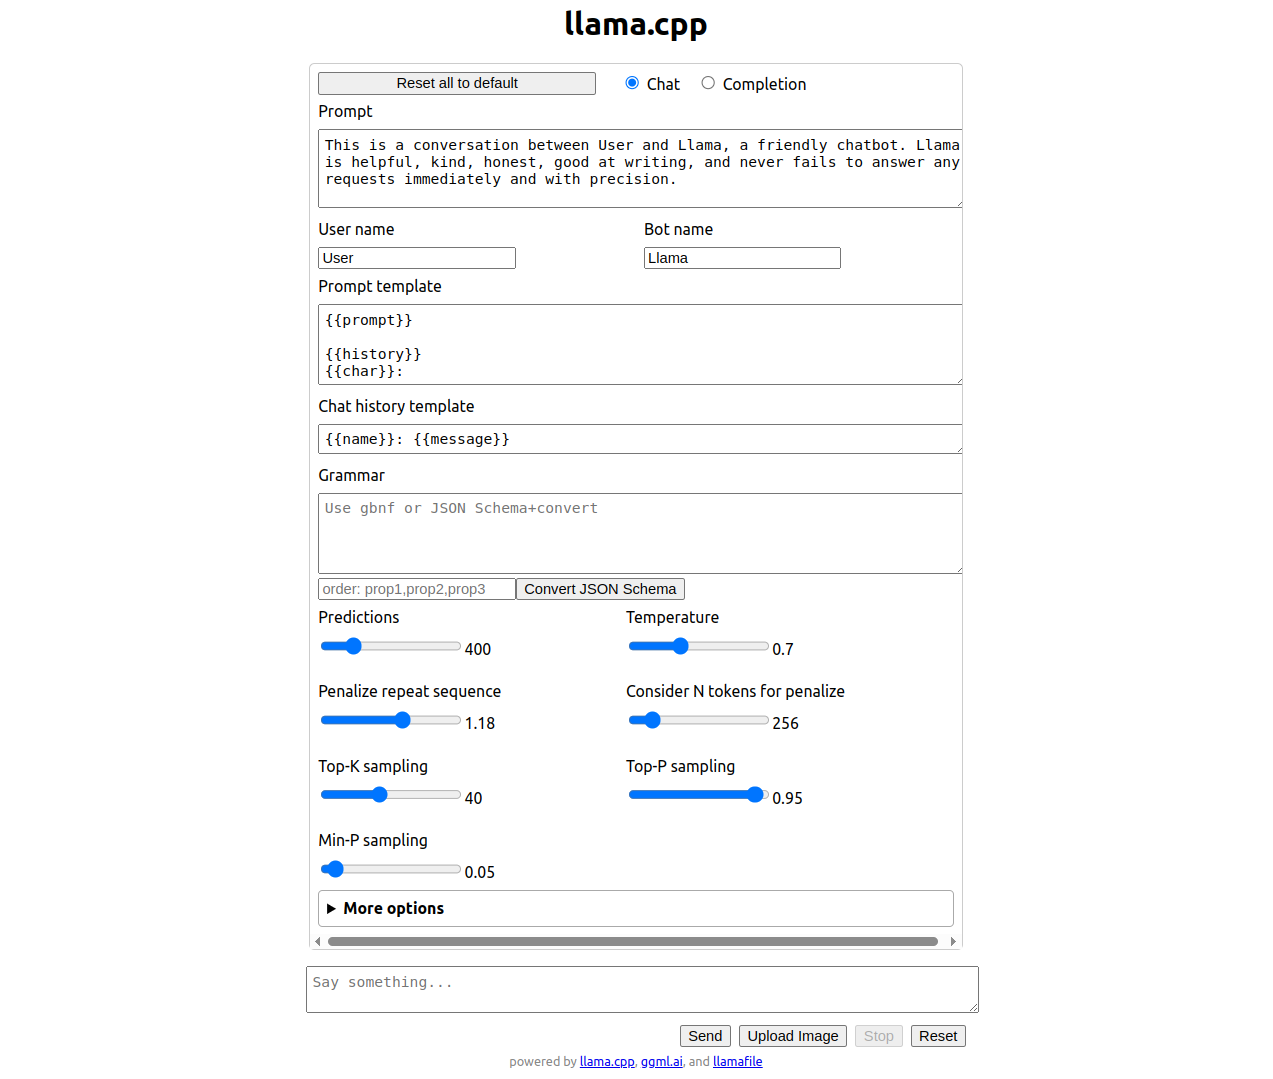 llama.cpp
Reset all to default Chat Completion
Prompt
This is a conversation between User and Llama, a friendly chatbot. Llama
is helpful, kind, honest, good at writing, and never fails to answer any
requests immediately and with precision.
User name Bot name
User Llama
Prompt template
{{prompt}}
{{history}}
{{char}}:
Chat history template
{{name}}: {{message}}
Grammar
Use gbnf or JSON Schema+convert
order: prop1,prop2,prop3 Convert JSON Schema
Predictions Temperature
400 0.7
Penalize repeat sequence Consider N tokens for penalize
1.18 256
Top-K sampling Top-P sampling
40 0.95
Min-P sampling
0.05
More options
Say something...
Send Upload Image Stop Reset
powered by llama.cpp, ggml.ai, and llamafile